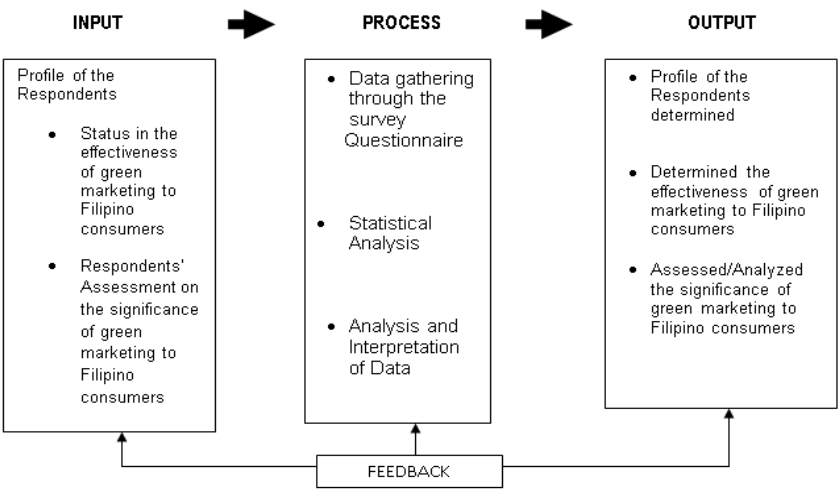 INPUT
PROCESS
OUTPUT
Profile of the
Respondents
• Status in the
effectiveness
of green
marketing to
Filipino
consumers
• Respondents'
Assessment on
the significance
of green
marketing to
Filipino
consumers
• Data gathering
through the
survey
Questionnaire
• Statistical
Analysis
• Analysis and
Interpretation
of Data
• Profile of the
Respondents
determined
• Determined the
effectiveness of green
marketing to Filipino
consumers
• Assessed/Analyzed
the significance of
green marketing to
Filipino consumers
FEEDBACK